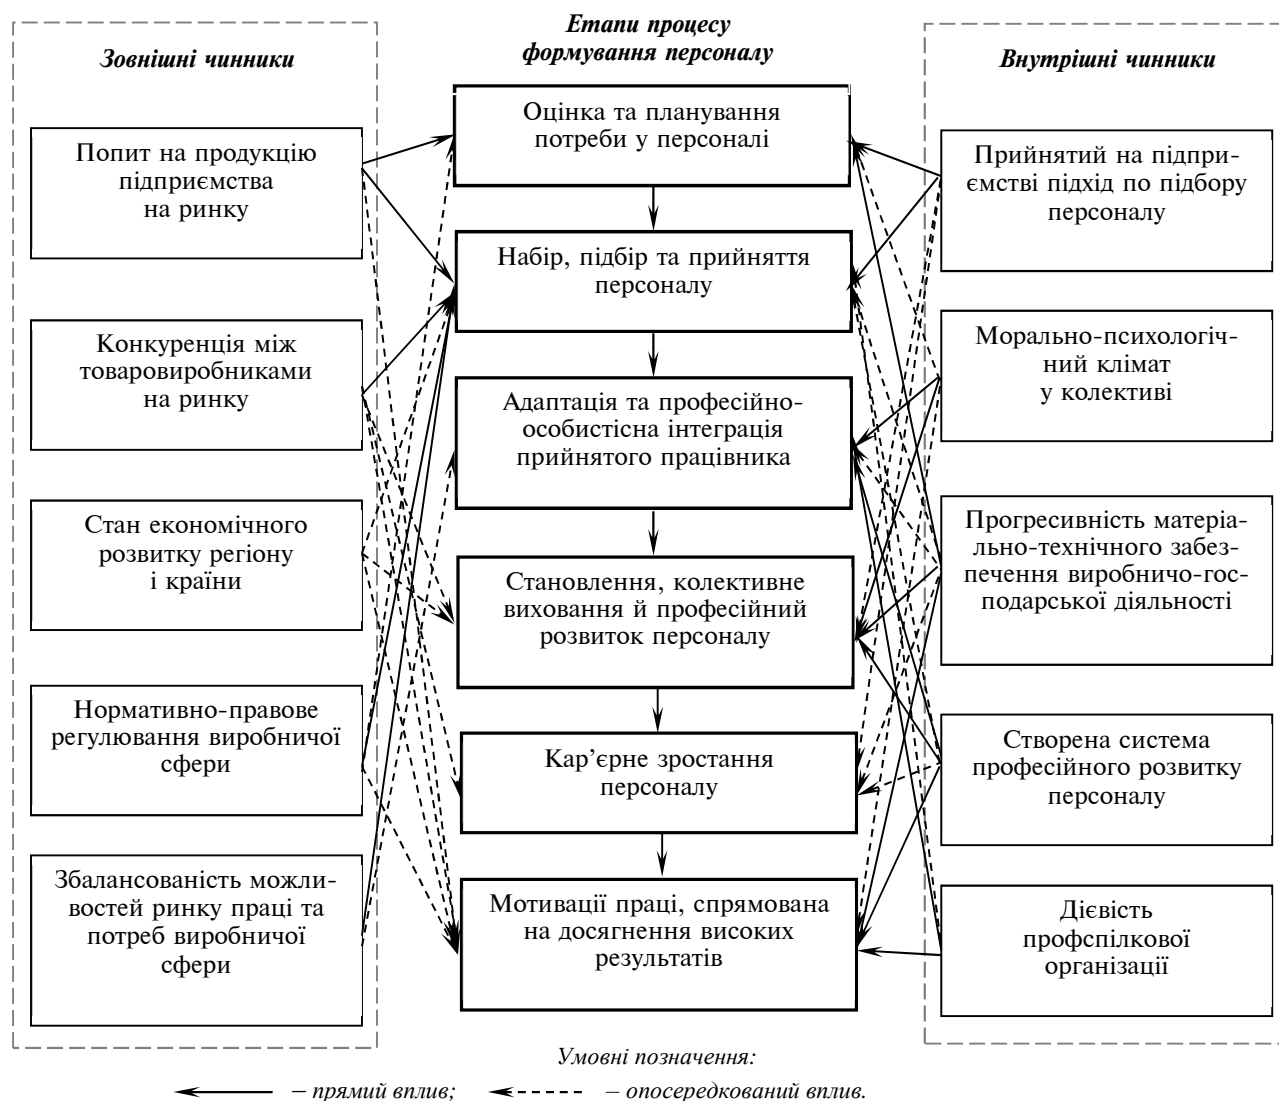 Зовнішні чинники
Попит на продукцію
підприємства
на ринку
Конкуренція між
товаровиробниками
на ринку
Стан економічного
розвитку регіону
і країни
Нормативно-правове
регулювання виробничої
сфери
Збалансованість можли-
востей ринку праці та
потреб виробничої
сфери
Етапи процесу
формування персоналу
Оцінка та планування
потреби у персоналі
Набір, підбір та прийняття
персоналу
Адаптація та професійно-
особистісна інтеграція
прийнятого працівника
Становлення, колективне
виховання й професійний
розвиток персоналу
Кар’єрне зростання
персоналу
Мотивації праці, спрямована
на досягнення високих
результатів
Внутрішні чинники
Прийнятий на підпри-
ємстві підхід по підбору
персоналу
Морально-психологіч-
ний клімат
у колективі
Прогресивність матеріа-
льно-технічного забез-
печення виробничо-гос-
подарської діяльності
Створена система
професійного розвитку
персоналу
Дієвість
профспілкової
організації
Умовні позначення:
– прямий вплив; – опосередкований вплив.